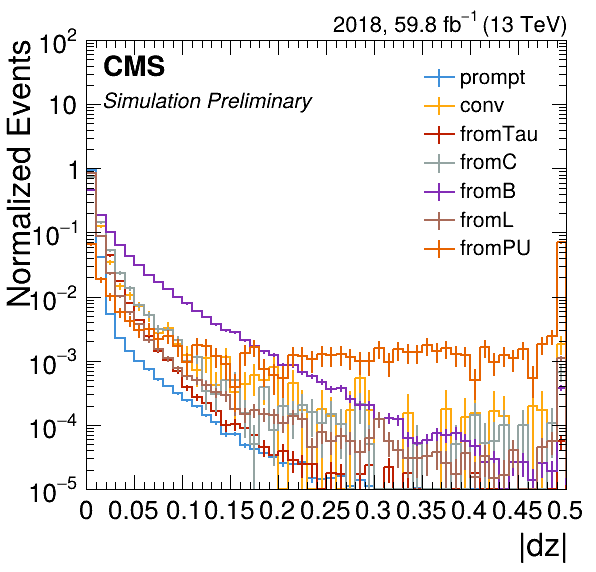 2018, 59.8 fb⁻¹ (13 TeV)
CMS
Simulation Preliminary
prompt
conv
fromTau
fromC
fromB
fromL
fromPU
Normalized Events
10²
10
1
10⁻¹
10⁻²
10⁻³
10⁻⁴
10⁻⁵
0 0.05 0.1 0.15 0.2 0.25 0.3 0.35 0.4 0.45 0.5
|dz|